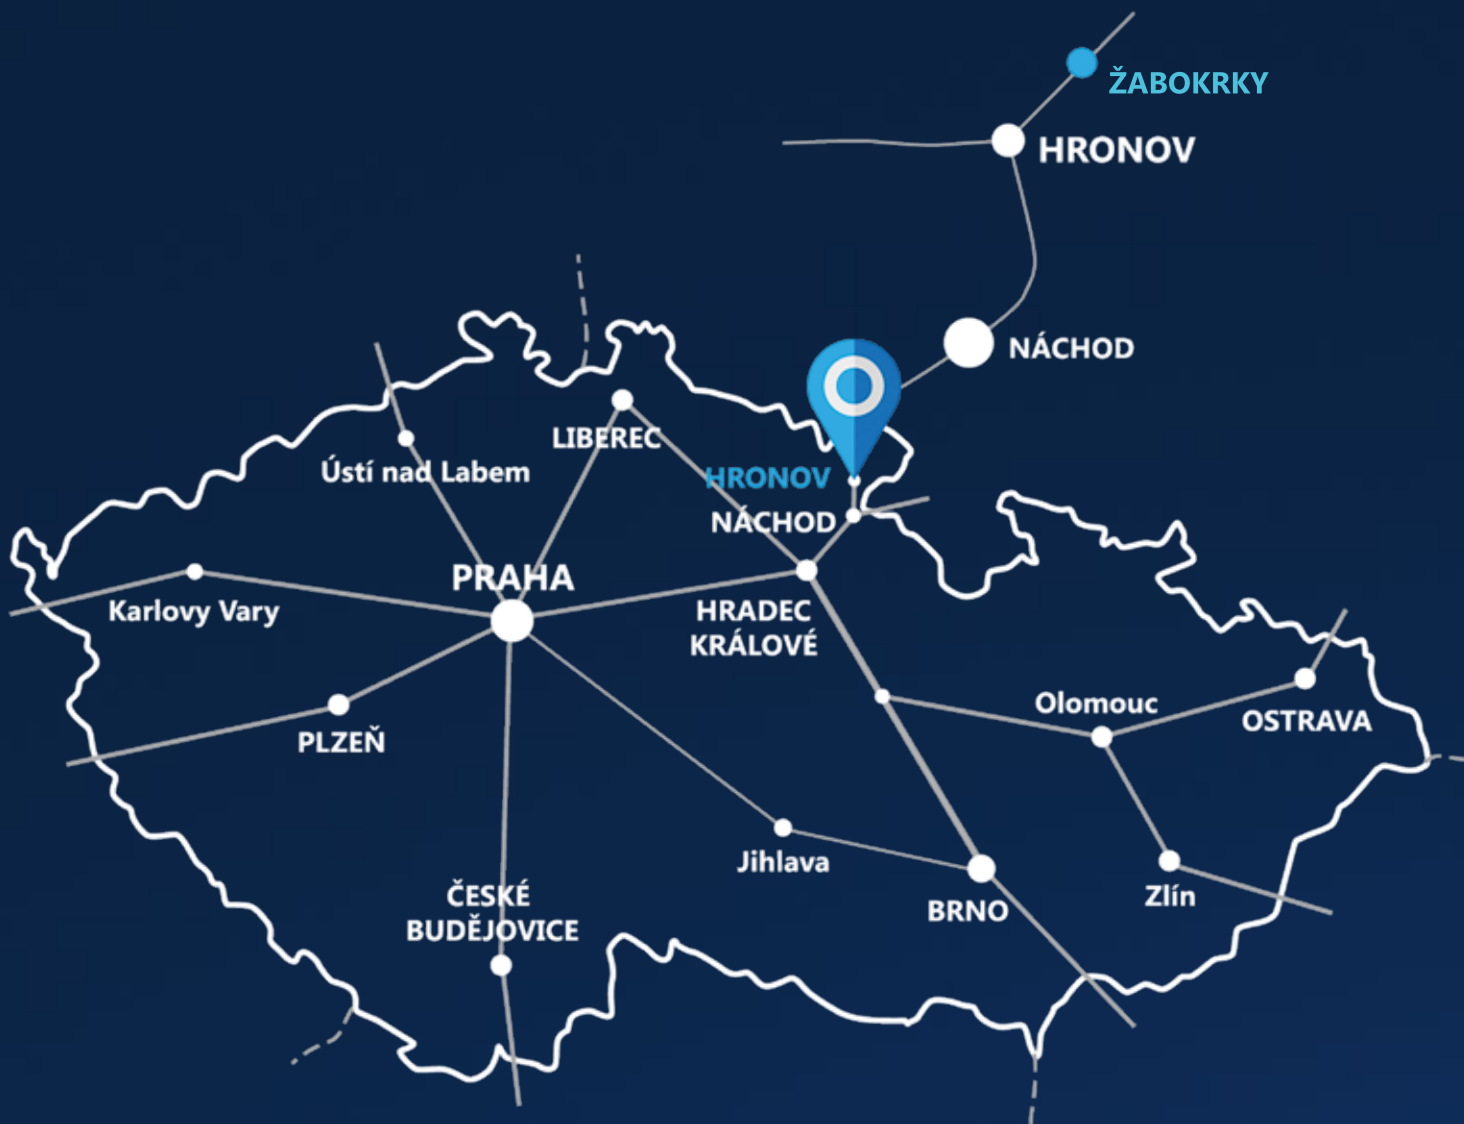 ŽABOKRKY
HRONOV
NÁCHOD
LIBEREC
Ústí nad Labem
HRONOV
NÁCHOD
PRAHA
Karlovy Vary
HRADEC
KRÁLOVÉ
Olomouc
OSTRAVA
PLZEŇ
Jihlava
ČESKÉ
BUDĚJOVICE
Zlín
BRNO